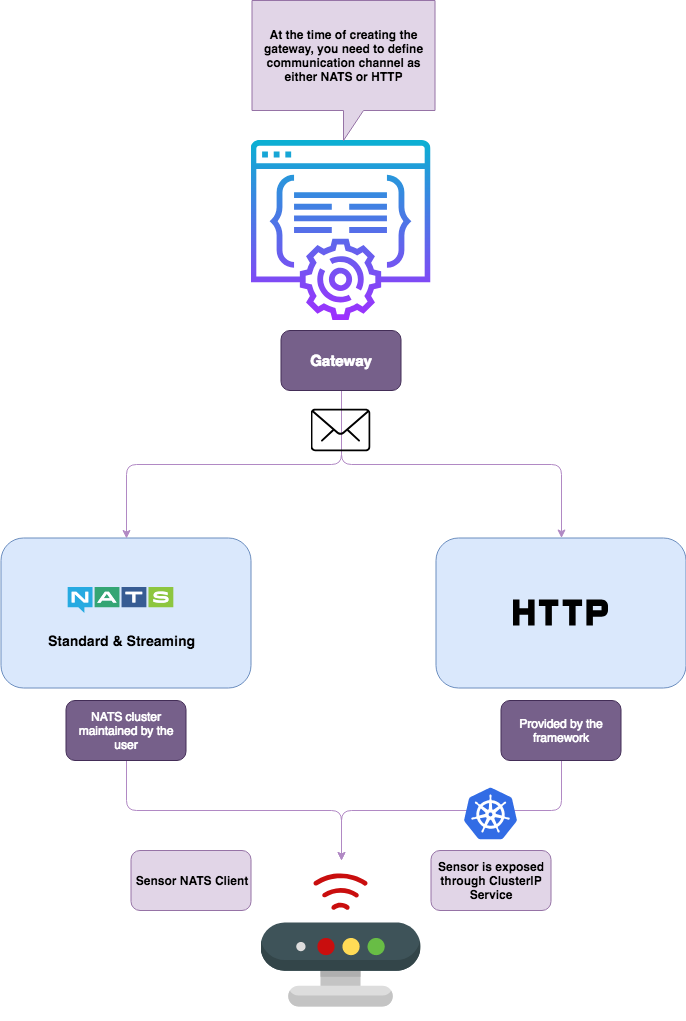 At the time of creating the
gateway, you need to define
communication channel as
either NATS or HTTP
Gateway
NATS
Standard & Streaming
HTTP
NATS cluster
maintained by the
user
Provided by the
framework
Sensor NATS Client
Sensor is exposed
through ClusterIP
Service